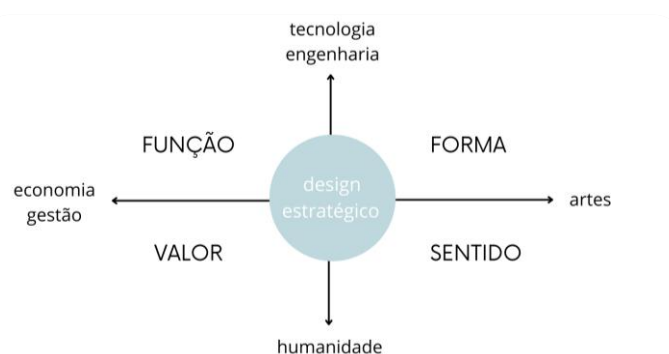 tecnologia
engenharia
FUNÇÃO
FORMA
design
estratégico
economia
gestão
artes
VALOR
SENTIDO
humanidade